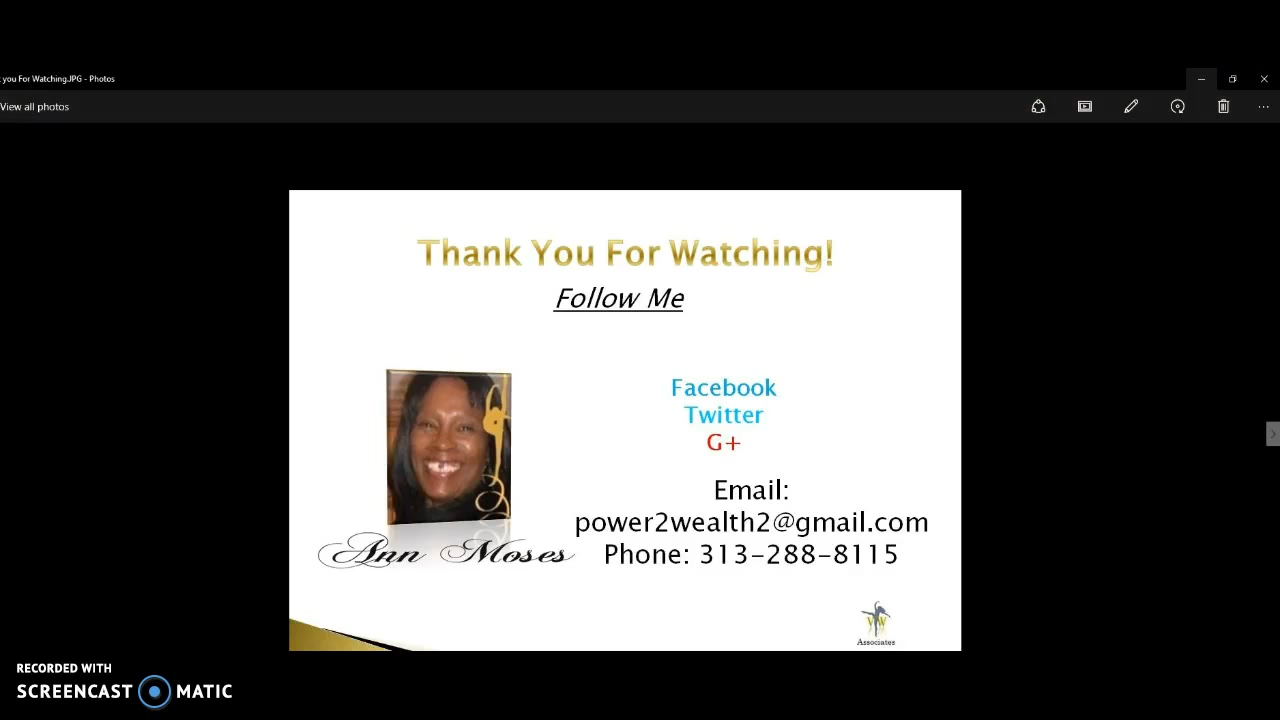 you For Watching.JPG - Photos
View all photos
Thank You For Watching!
Follow Me
Facebook
Twitter
G+
Email:
power2wealth2@gmail.com
Phone: 313-288-8115
Ann Moses
Associates
RECORDED WITH
SCREENCAST MATIC